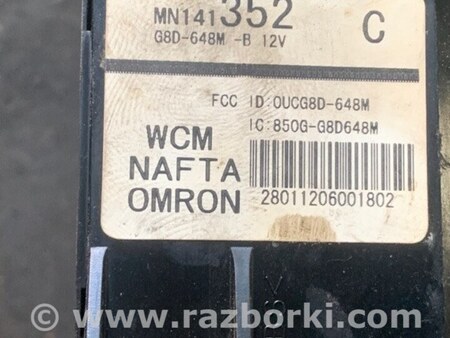 MN141352
G8D-648M -B 12V
C
FCC ID:OUCG8D-648M
IC:850G-G8D648M
WCM
NAFTA
OMRON
28011206001802
www.razborki.com